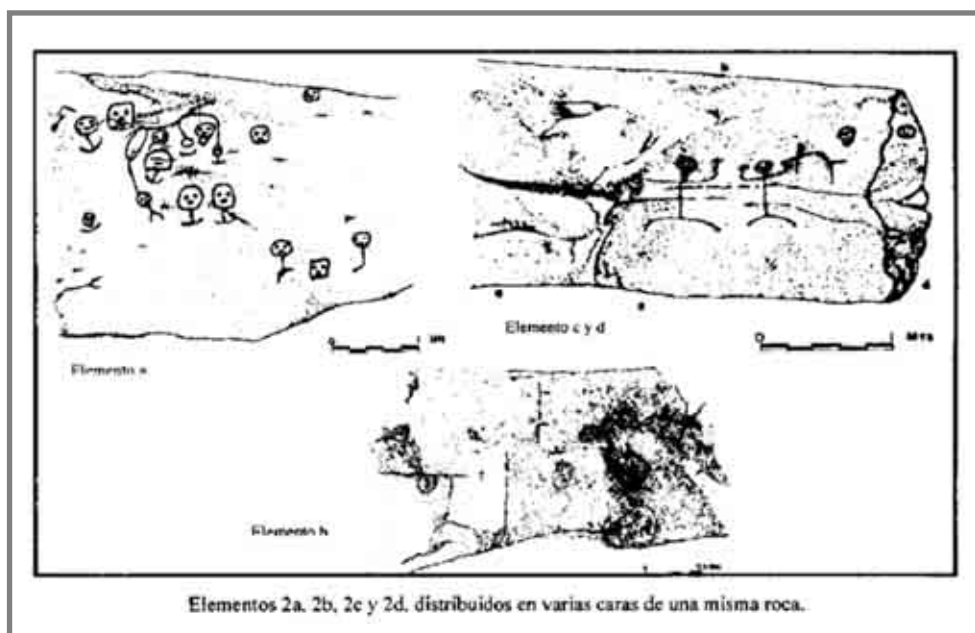 Elemento a
Elemento c y d
Elemento b
Elementos 2a, 2b, 2c y 2d, distribuidos en varias caras de una misma roca.